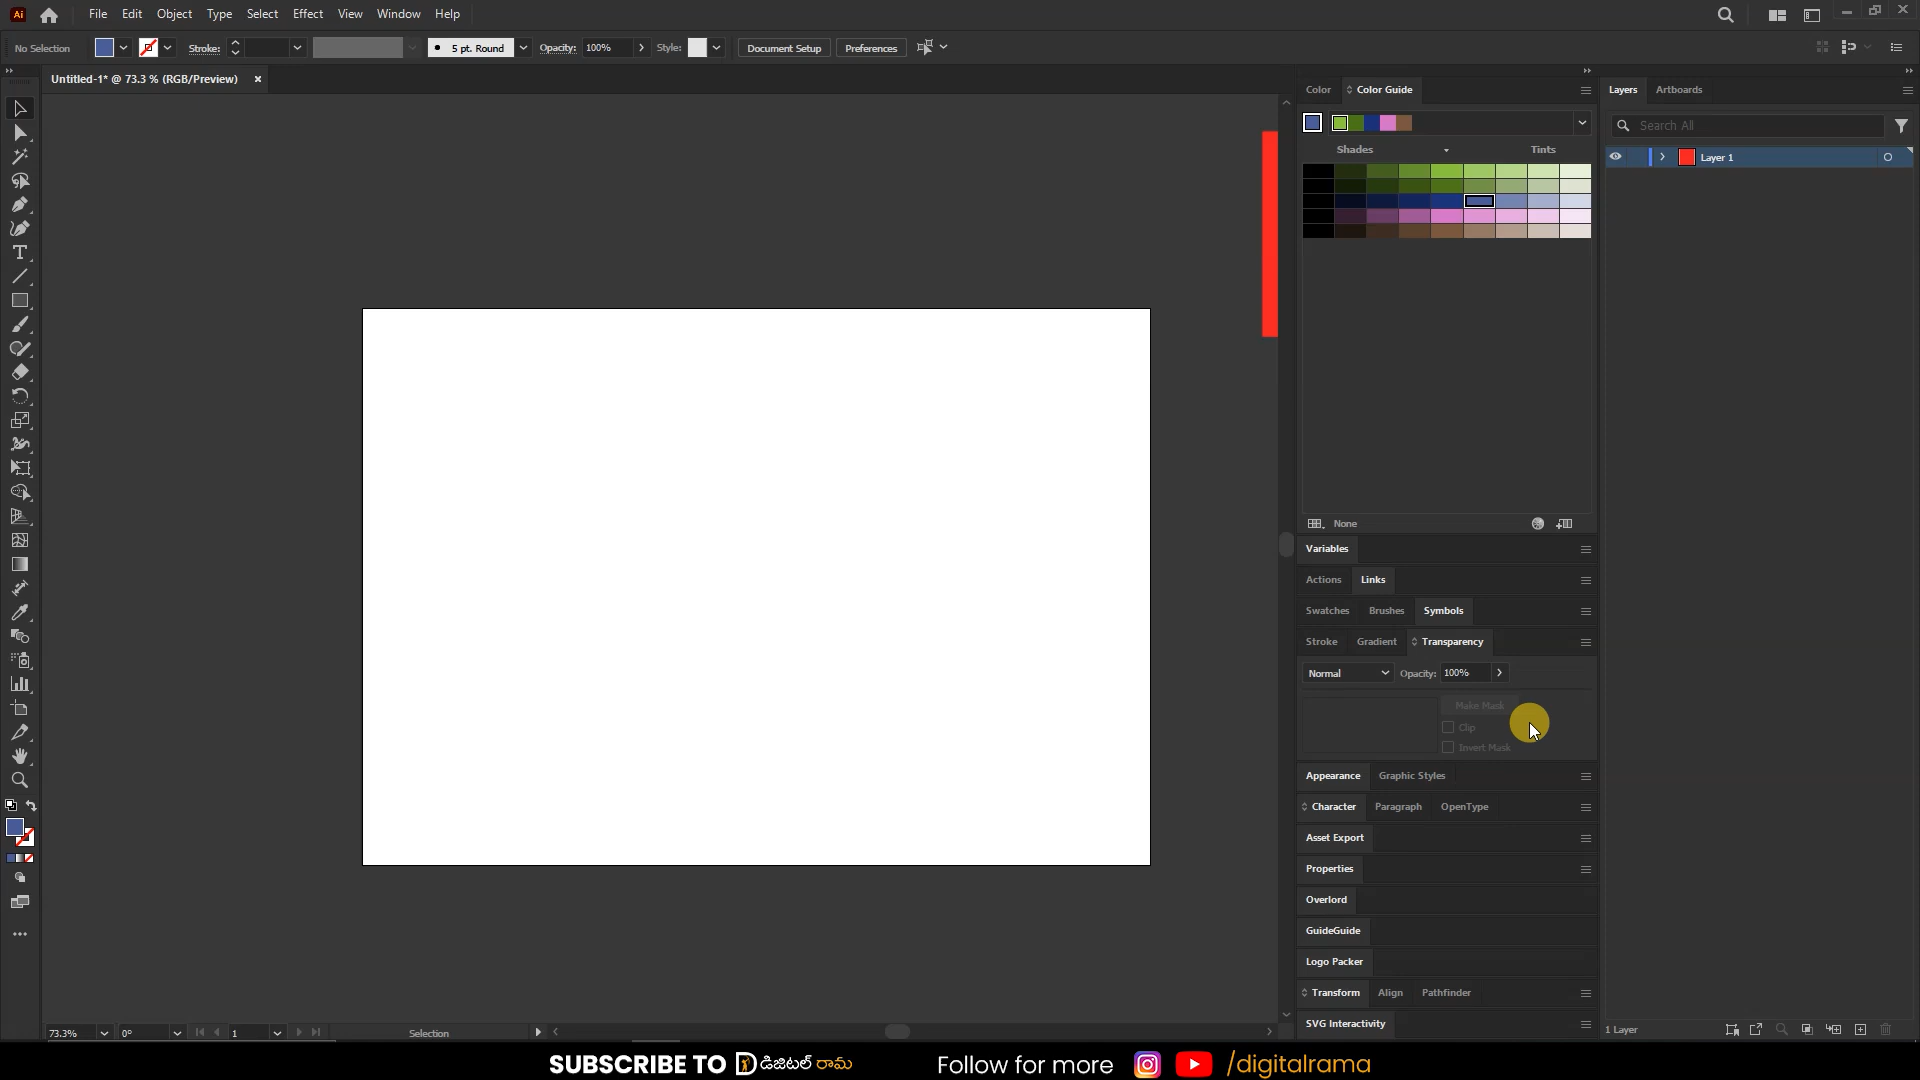 Ai File Edit Object Type Select Effect View Window Help
No Selection Stroke: 5 pt. Round Opacity: 100% Style: Document Setup Preferences
Untitled-1* @ 73.3 % (RGB/Preview)
Color Color Guide
Layers Artboards
Search All
Shades Tints
Layer 1
None
Variables
Actions Links
Swatches Brushes Symbols
Stroke Gradient Transparency
Normal Opacity: 100%
Make Mask
Clip
Invert Mask
Appearance Graphic Styles
Character Paragraph OpenType
Asset Export
Properties
Overlord
GuideGuide
Logo Packer
Transform Align Pathfinder
SVG Interactivity
73.3% 0° 1 Selection
1 Layer
SUBSCRIBE TO డిజిటల్ రామ Follow for more /digitalrama